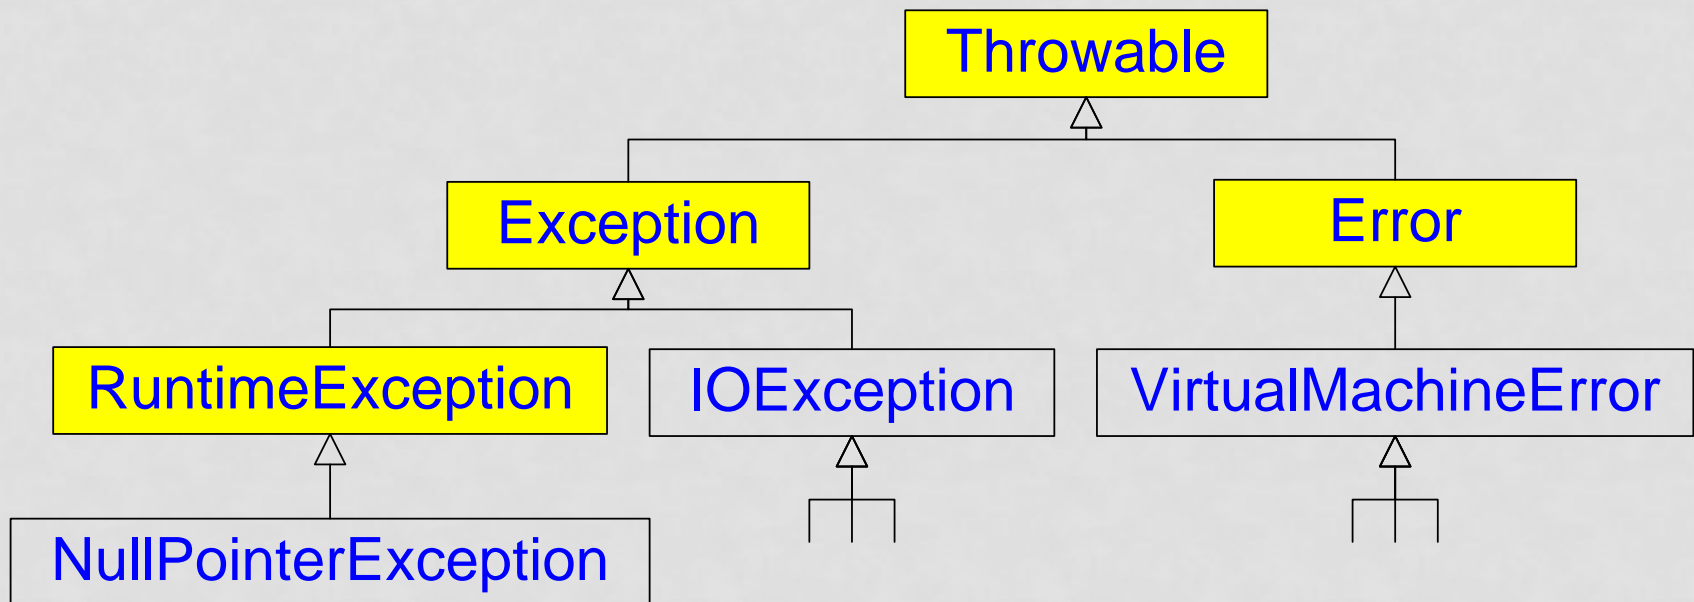 Throwable
Exception
Error
RuntimeException
IOException
VirtualMachineError
NullPointerException